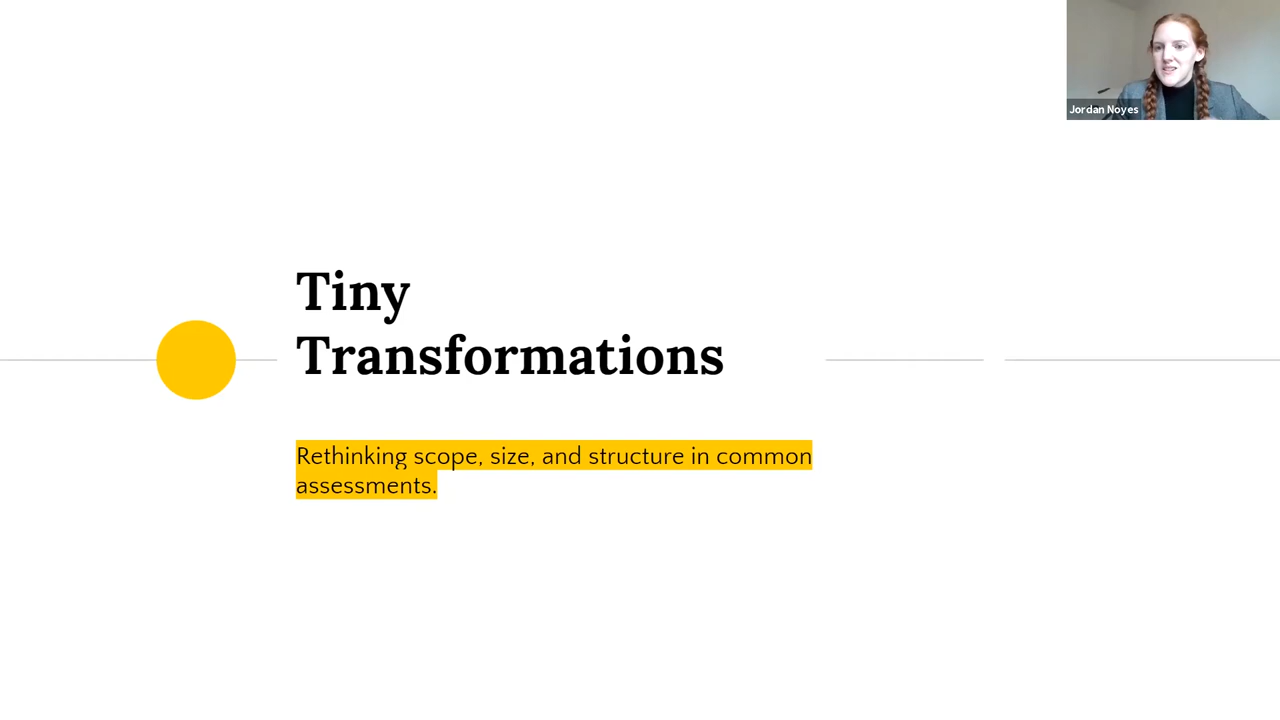 Jordan Noyes
Tiny
Transformations
Rethinking scope, size, and structure in common
assessments.